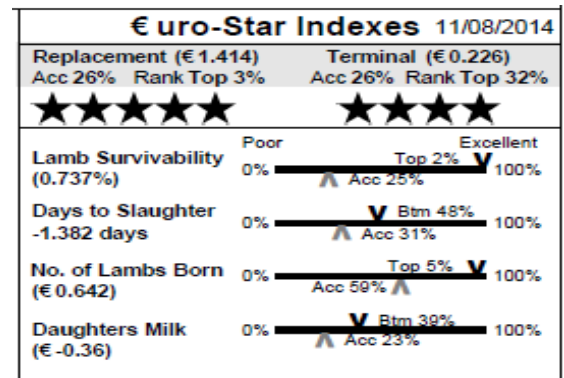 €uro-Star Indexes 11/08/2014
Replacement (€1.414) Terminal (€0.226)
Acc 26% Rank Top 3% Acc 26% Rank Top 32%
Poor Excellent
Lamb Survivability
(0.737%)
0% Top 2% 100%
Acc 25%
Days to Slaughter
-1.382 days
0% Btm 48% 100%
Acc 31%
No. of Lambs Born
(€0.642)
0% Top 5% 100%
Acc 59%
Daughters Milk
(€-0.36)
0% Btm 39% 100%
Acc 23%